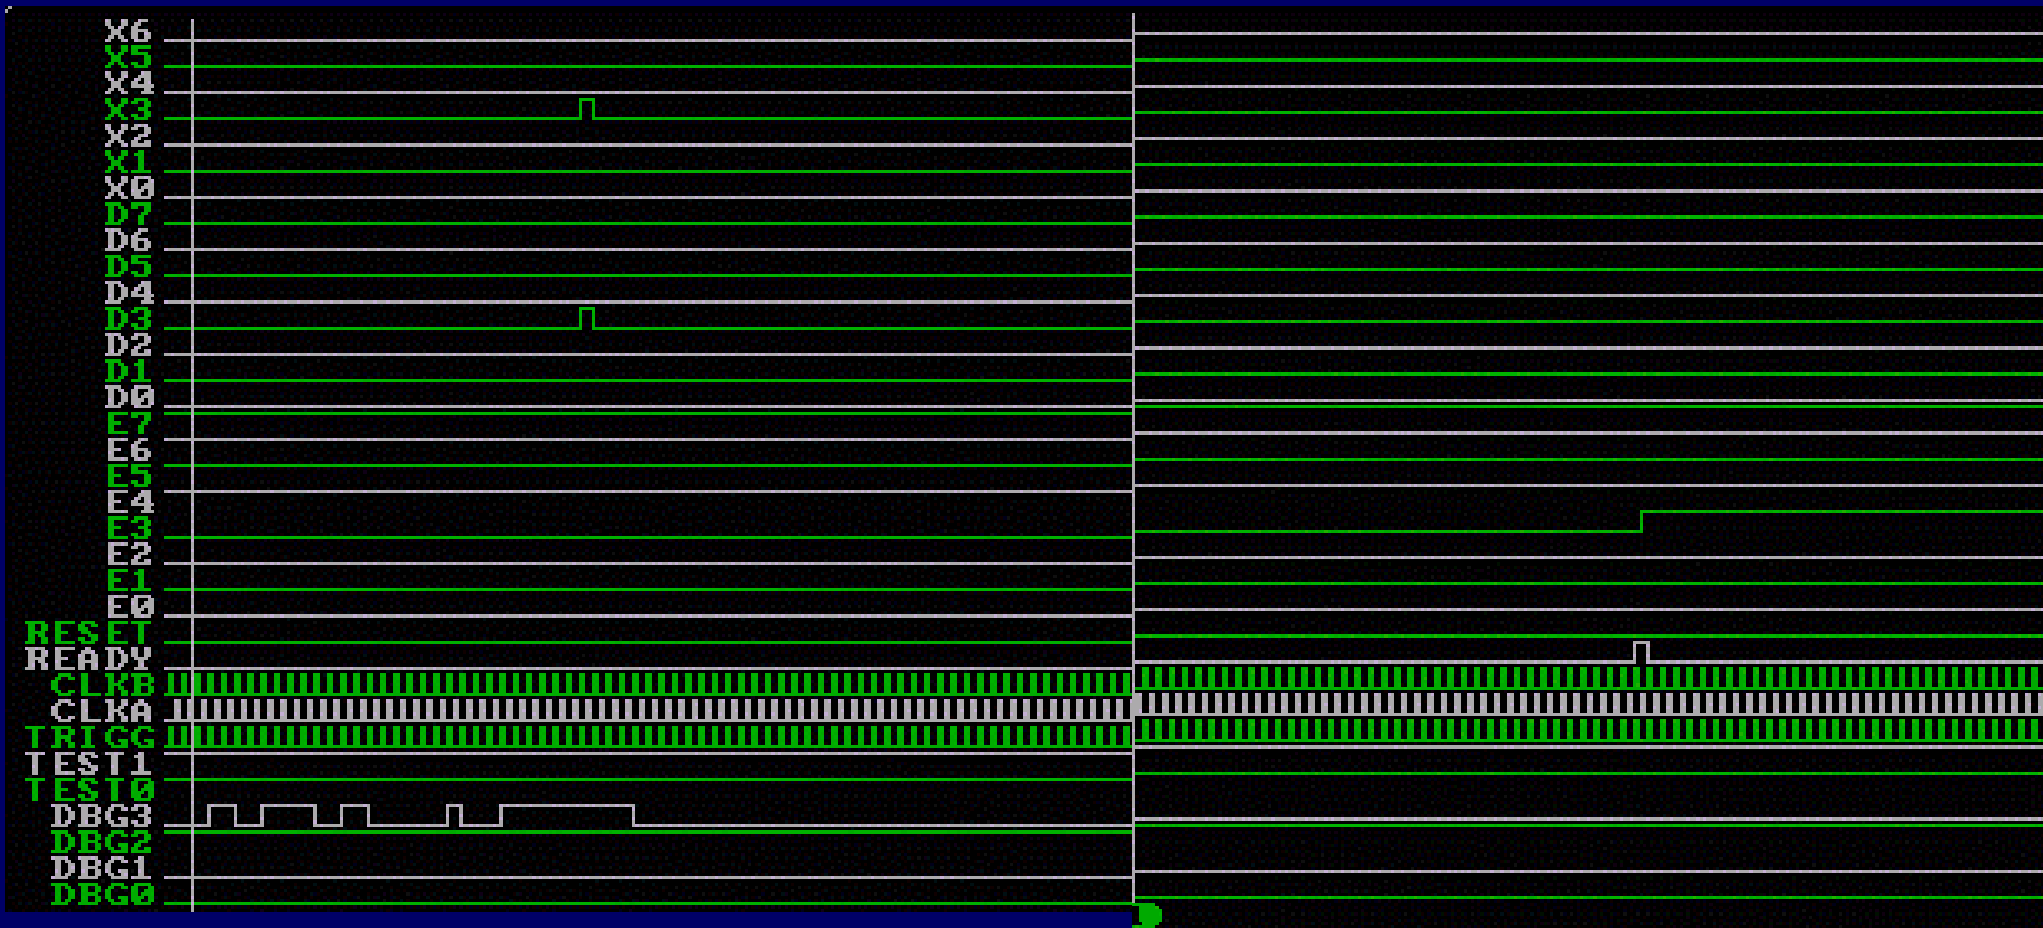 X6
X5
X4
X3
X2
X1
X0
D7
D6
D5
D4
D3
D2
D1
D0
E7
E6
E5
E4
E3
E2
E1
E0
RESET
READY
CLKB
CLKA
TRIGG
TEST1
TEST0
DBG3
DBG2
DBG1
DBG0